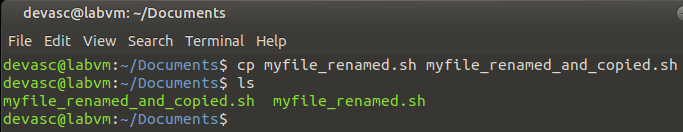 devasc@labvm: ~/Documents
File Edit View Search Terminal Help
devasc@labvm:~/Documents$ cp myfile_renamed.sh myfile_renamed_and_copied.sh
devasc@labvm:~/Documents$ ls
myfile_renamed_and_copied.sh  myfile_renamed.sh
devasc@labvm:~/Documents$